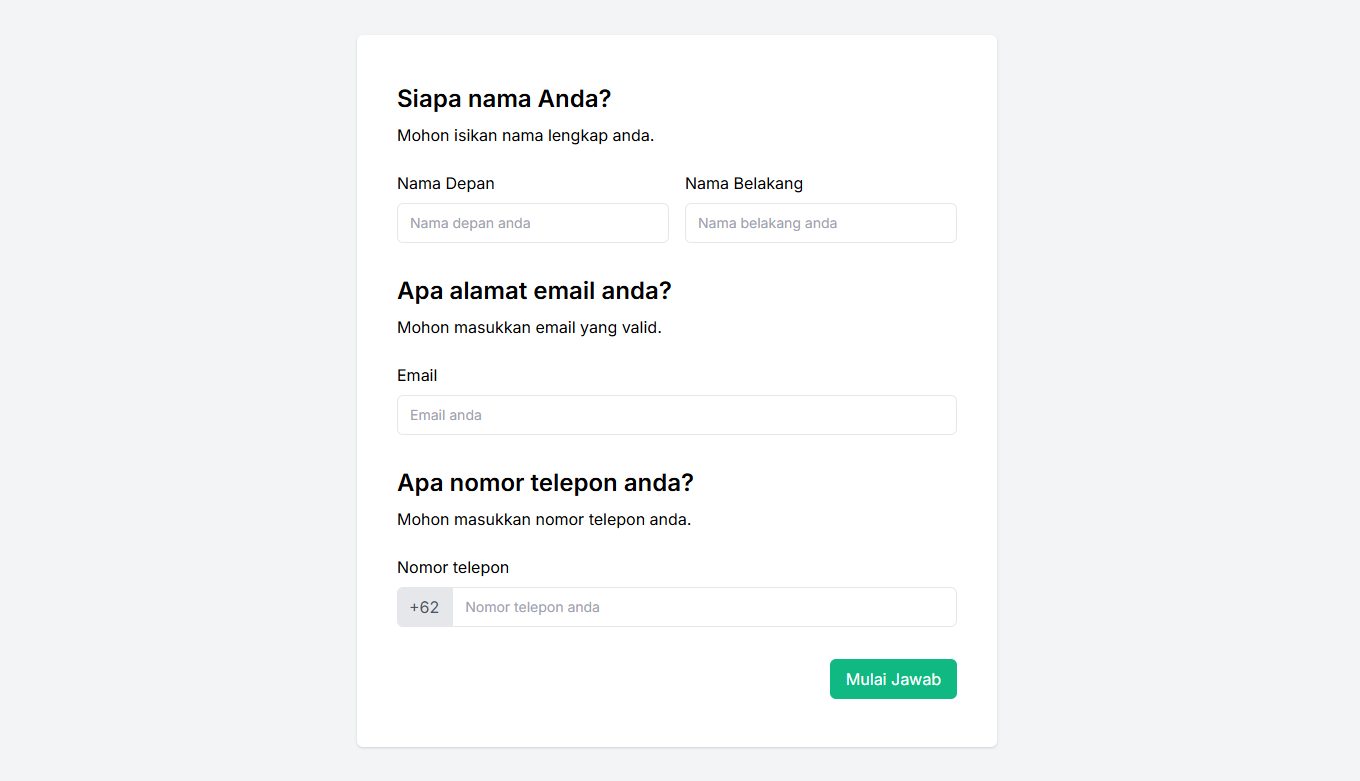 Siapa nama Anda?
Mohon isikan nama lengkap anda.
Nama Depan
Nama Belakang
Nama depan anda
Nama belakang anda
Apa alamat email anda?
Mohon masukkan email yang valid.
Email
Email anda
Apa nomor telepon anda?
Mohon masukkan nomor telepon anda.
Nomor telepon
+62
Nomor telepon anda
Mulai Jawab